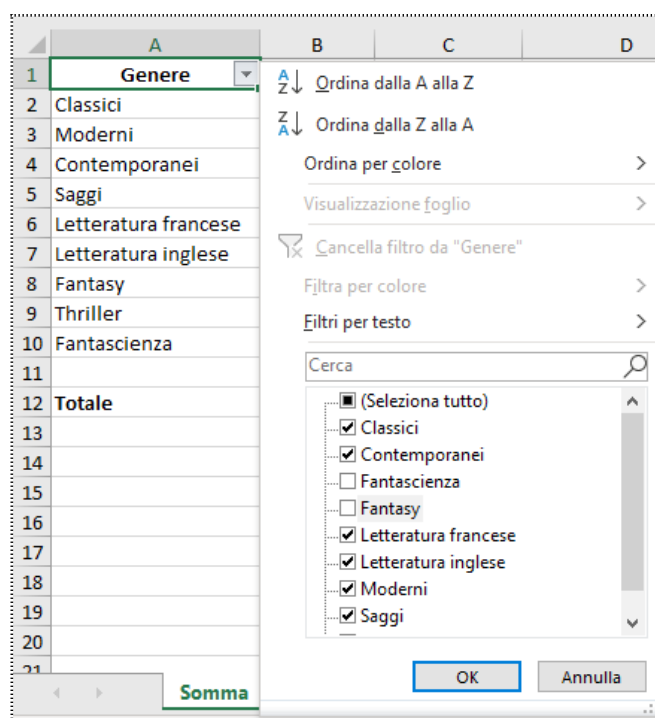 A B C D
1 Genere
2 Classici
3 Moderni
4 Contemporanei
5 Saggi
6 Letteratura francese
7 Letteratura inglese
8 Fantasy
9 Thriller
10 Fantascienza
11
12 Totale
13
14
15
16
17
18
19
20
21
Somma
Ordina dalla A alla Z
Ordina dalla Z alla A
Ordina per colore
Visualizzazione foglio
Cancella filtro da "Genere"
Filtra per colore
Filtri per testo
Cerca
(Seleziona tutto)
Classici
Contemporanei
Fantascienza
Fantasy
Letteratura francese
Letteratura inglese
Moderni
Saggi
OK Annulla